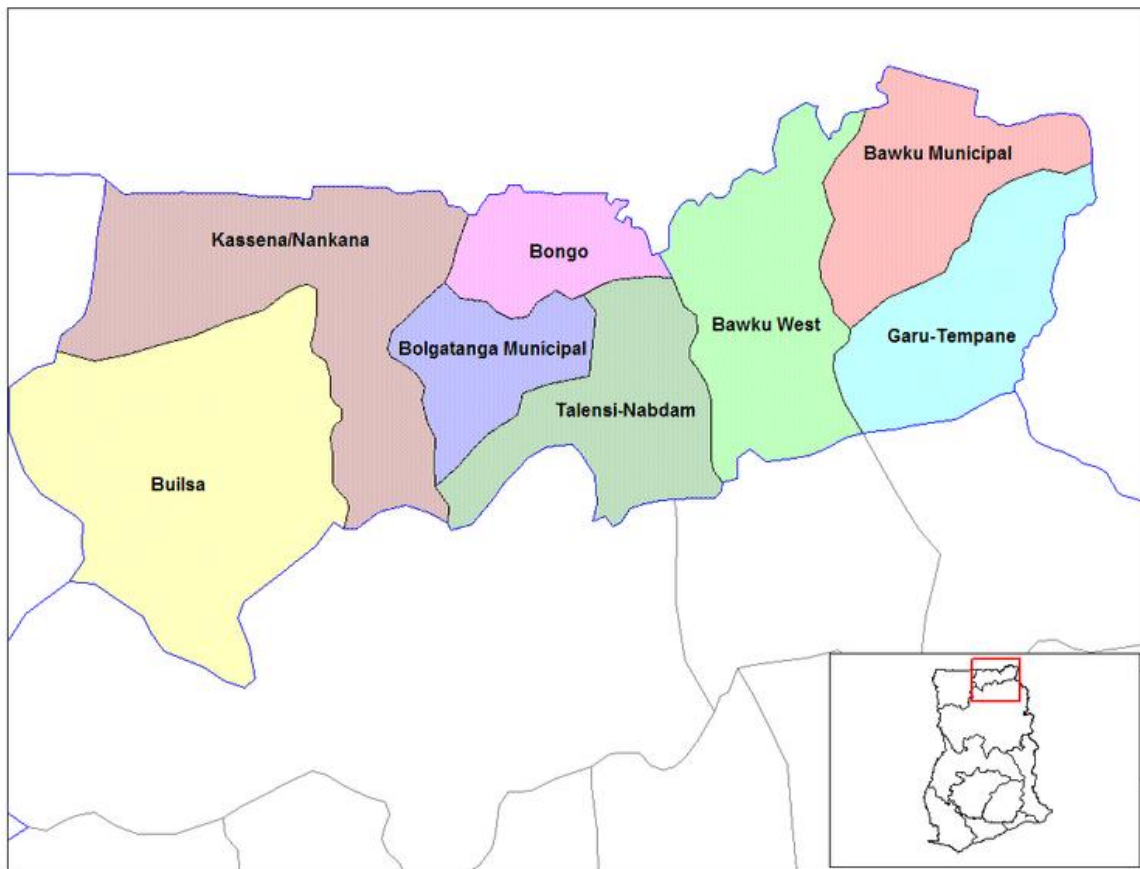 Bawku Municipal
Kassena/Nankana
Bongo
Bawku West
Garu-Tempane
Bolgatanga Municipal
Talensi-Nabdam
Builsa